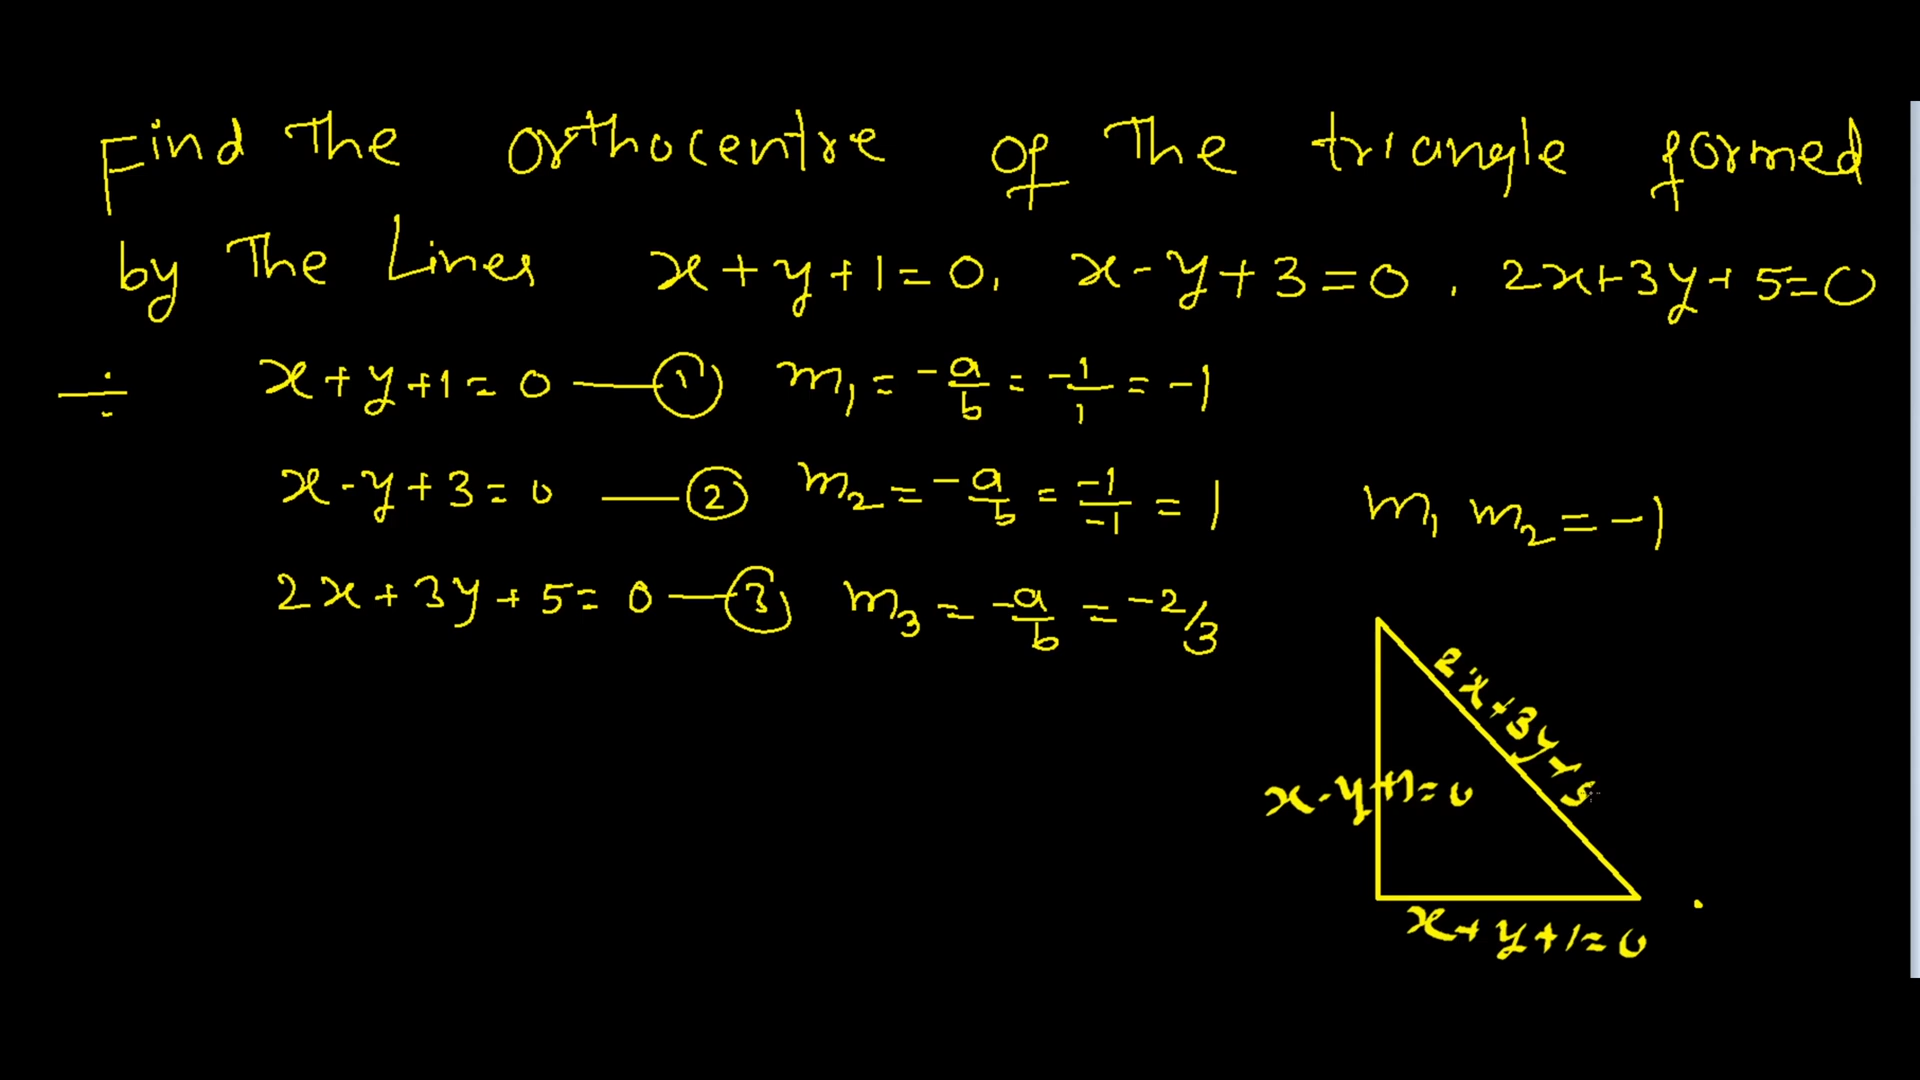 Find The orthocentre of The triangle formed
by The Lines x+y+1=0, x-y+3=0, 2x+3y+5=0
÷ x+y+1=0 — ① m₁ = -a/b = -1/1 = -1
x-y+3=0 — ② m₂ = -a/b = -1/-1 = 1 m₁ m₂ = -1
2x+3y+5=0 — ③ m₃ = -a/b = -2/3
2x+3y+5
x-y+1=0
x+y+1=0